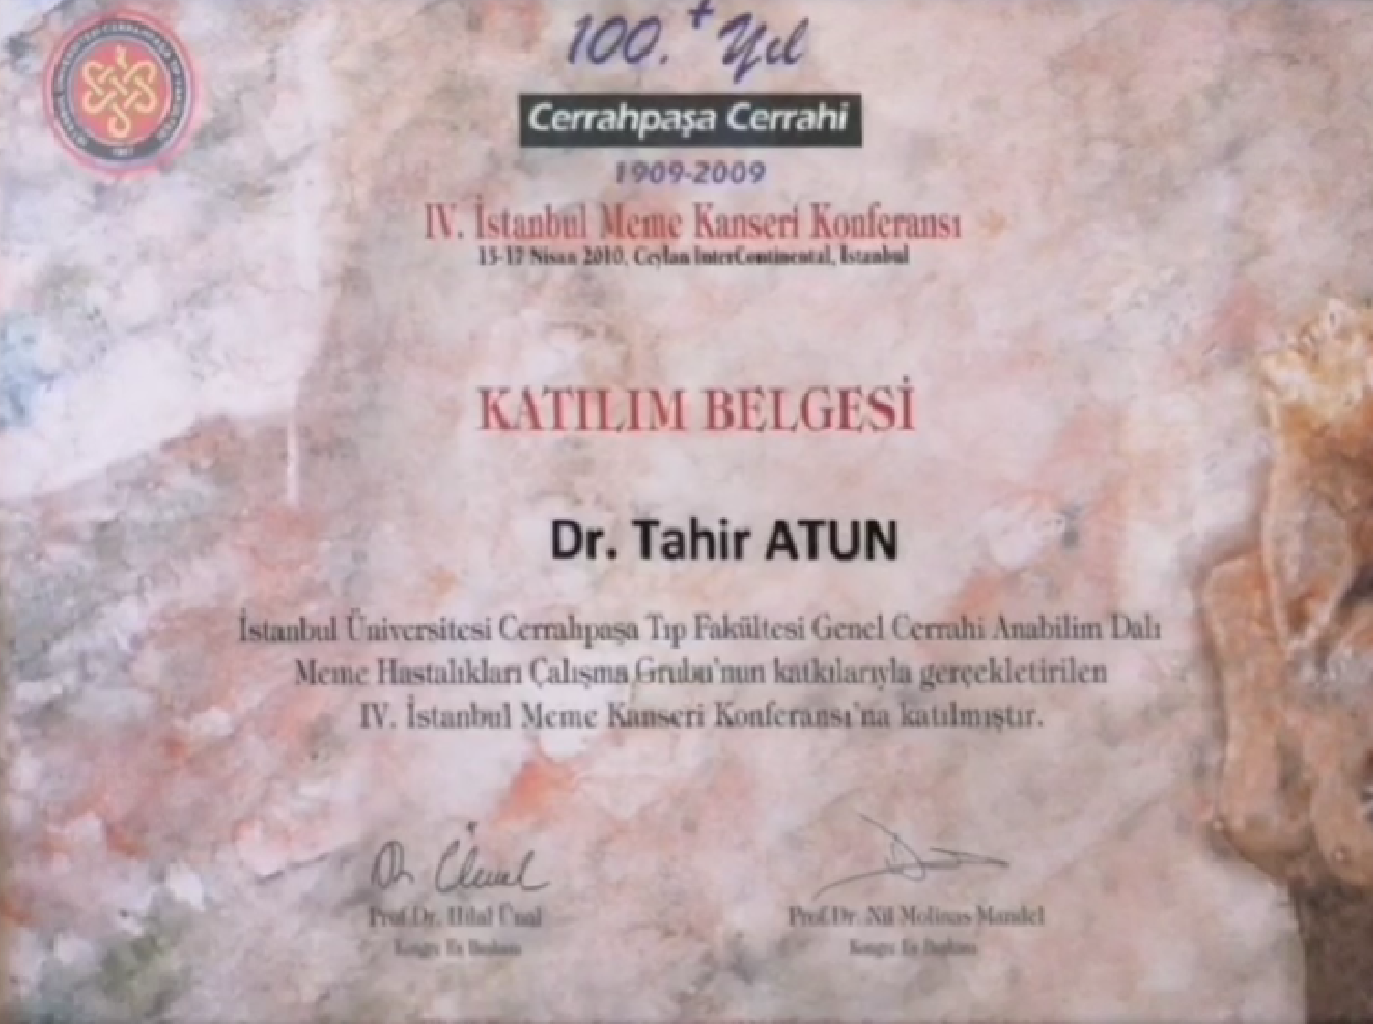 100.+ Yıl
Cerrahpaşa Cerrahi
1909-2009
IV. İstanbul Meme Kanseri Konferansı
15-17 Nisan 2010, Ceylan InterContinental, İstanbul
KATILIM BELGESİ
Dr. Tahir ATUN
İstanbul Üniversitesi Cerrahpaşa Tıp Fakültesi Genel Cerrahi Anabilim Dalı
Meme Hastalıkları Çalışma Grubu'nun katkılarıyla gerçekletirilen
IV. İstanbul Meme Kanseri Konferansı'na katılmıştır.
Prof.Dr. Hilal Ünal
Prof.Dr. Nil Molinas Mandel